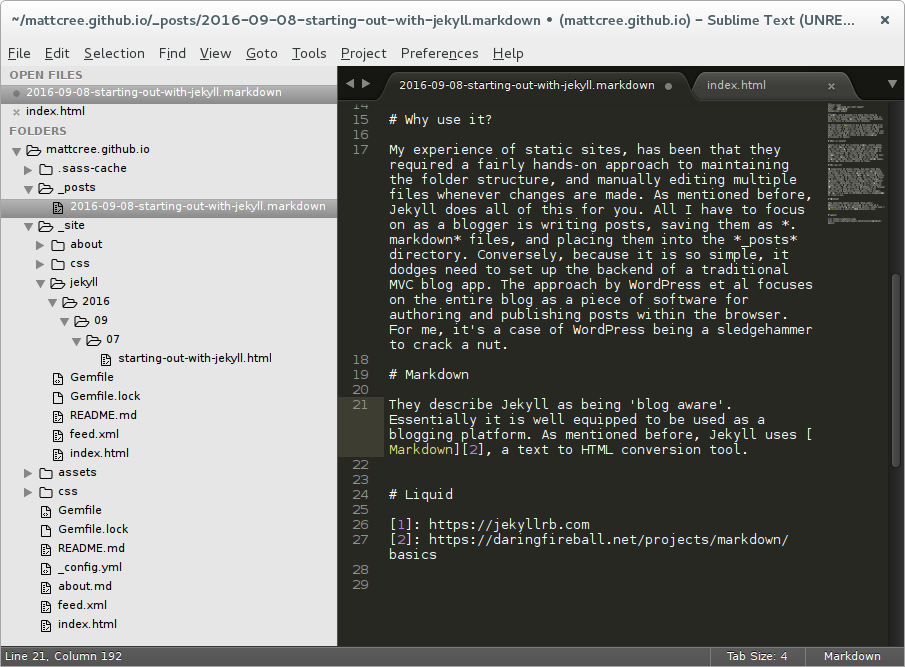 ~/mattcree.github.io/_posts/2016-09-08-starting-out-with-jekyll.markdown • (mattcree.github.io) – Sublime Text (UNRE...
File Edit Selection Find View Goto Tools Project Preferences Help
OPEN FILES
2016-09-08-starting-out-with-jekyll.markdown
index.html
FOLDERS
mattcree.github.io
.sass-cache
_posts
2016-09-08-starting-out-with-jekyll.markdown
_site
about
css
jekyll
2016
09
07
starting-out-with-jekyll.html
Gemfile
Gemfile.lock
README.md
feed.xml
index.html
assets
css
Gemfile
Gemfile.lock
README.md
_config.yml
about.md
feed.xml
index.html
2016-09-08-starting-out-with-jekyll.markdown
index.html
14
15 # Why use it?
16
17 My experience of static sites, has been that they
required a fairly hands-on approach to maintaining
the folder structure, and manually editing multiple
files whenever changes are made. As mentioned before,
Jekyll does all of this for you. All I have to focus
on as a blogger is writing posts, saving them as *.
markdown* files, and placing them into the *_posts*
directory. Conversely, because it is so simple, it
dodges need to set up the backend of a traditional
MVC blog app. The approach by WordPress et al focuses
on the entire blog as a piece of software for
authoring and publishing posts within the browser.
For me, it's a case of WordPress being a sledgehammer
to crack a nut.
18
19 # Markdown
20
21 They describe Jekyll as being 'blog aware'.
Essentially it is well equipped to be used as a
blogging platform. As mentioned before, Jekyll uses [
Markdown][2], a text to HTML conversion tool.
22
23
24 # Liquid
25
26 [1]: https://jekyllrb.com
27 [2]: https://daringfireball.net/projects/markdown/
basics
28
29
Line 21, Column 192
Tab Size: 4
Markdown